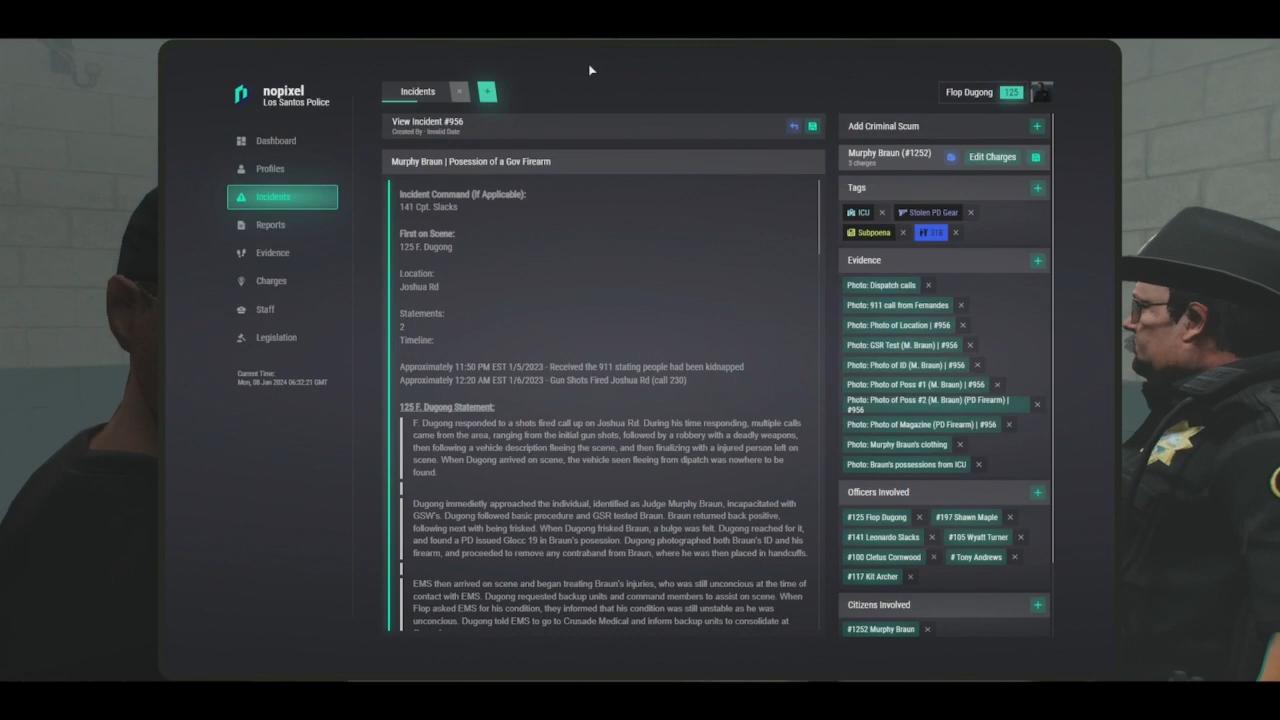 nopixel
Los Santos Police
Dashboard
Profiles
Incidents
Reports
Evidence
Charges
Staff
Legislation
Current Time:
Mon, 08 Jan 2024 06:32:21 GMT
Incidents
View Incident #956
Created By - Invalid Date
Murphy Braun | Posession of a Gov Firearm
Incident Command (If Applicable):
141 Cpt. Slacks
First on Scene:
125 F. Dugong
Location:
Joshua Rd
Statements:
2
Timeline:
Approximately 11:50 PM EST 1/5/2023 - Received the 911 stating people had been kidnapped
Approximately 12:20 AM EST 1/6/2023 - Gun Shots Fired Joshua Rd (call 230)
125 F. Dugong Statement:
F. Dugong responded to a shots fired call up on Joshua Rd. During his time responding, multiple calls
came from the area, ranging from the initial gun shots, followed by a robbery with a deadly weapons,
then following a vehicle description fleeing the scene, and then finalizing with a injured person left on
scene. When Dugong arrived on scene, the vehicle seen fleeing from dipatch was nowhere to be
found.
Dugong immedietly approached the individual, identified as Judge Murphy Braun, incapacitated with
GSW's. Dugong followed basic procedure and GSR tested Braun. Braun returned back positive,
following next with being frisked. When Dugong frisked Braun, a bulge was felt. Dugong reached for it,
and found a PD issued Glocc 19 in Braun's posession. Dugong photographed both Braun's ID and his
firearm, and proceeded to remove any contraband from Braun, where he was then placed in handcuffs.
EMS then arrived on scene and began treating Braun's injuries, who was still unconcious at the time of
contact with EMS. Dugong requested backup units and command members to assist on scene. When
Flop asked EMS for his condition, they informed that his condition was still unstable as he was
unconcious. Dugong told EMS to go to Crusade Medical and inform backup units to consolidate at
Flop Dugong 125
Add Criminal Scum
Murphy Braun (#1252)
3 charges
Edit Charges
Tags
ICU
Stolen PD Gear
Subpoena
318
Evidence
Photo: Dispatch calls
Photo: 911 call from Fernandes
Photo: Photo of Location | #956
Photo: GSR Test (M. Braun) | #956
Photo: Photo of ID (M. Braun) | #956
Photo: Photo of Poss #1 (M. Braun) | #956
Photo: Photo of Poss #2 (M. Braun) (PD Firearm) |
#956
Photo: Photo of Magazine (PD Firearm) | #956
Photo: Murphy Braun's clothing
Photo: Braun's possessions from ICU
Officers Involved
#125 Flop Dugong
#197 Shawn Maple
#141 Leonardo Slacks
#105 Wyatt Turner
#100 Cletus Cornwood
# Tony Andrews
#117 Kit Archer
Citizens Involved
#1252 Murphy Braun